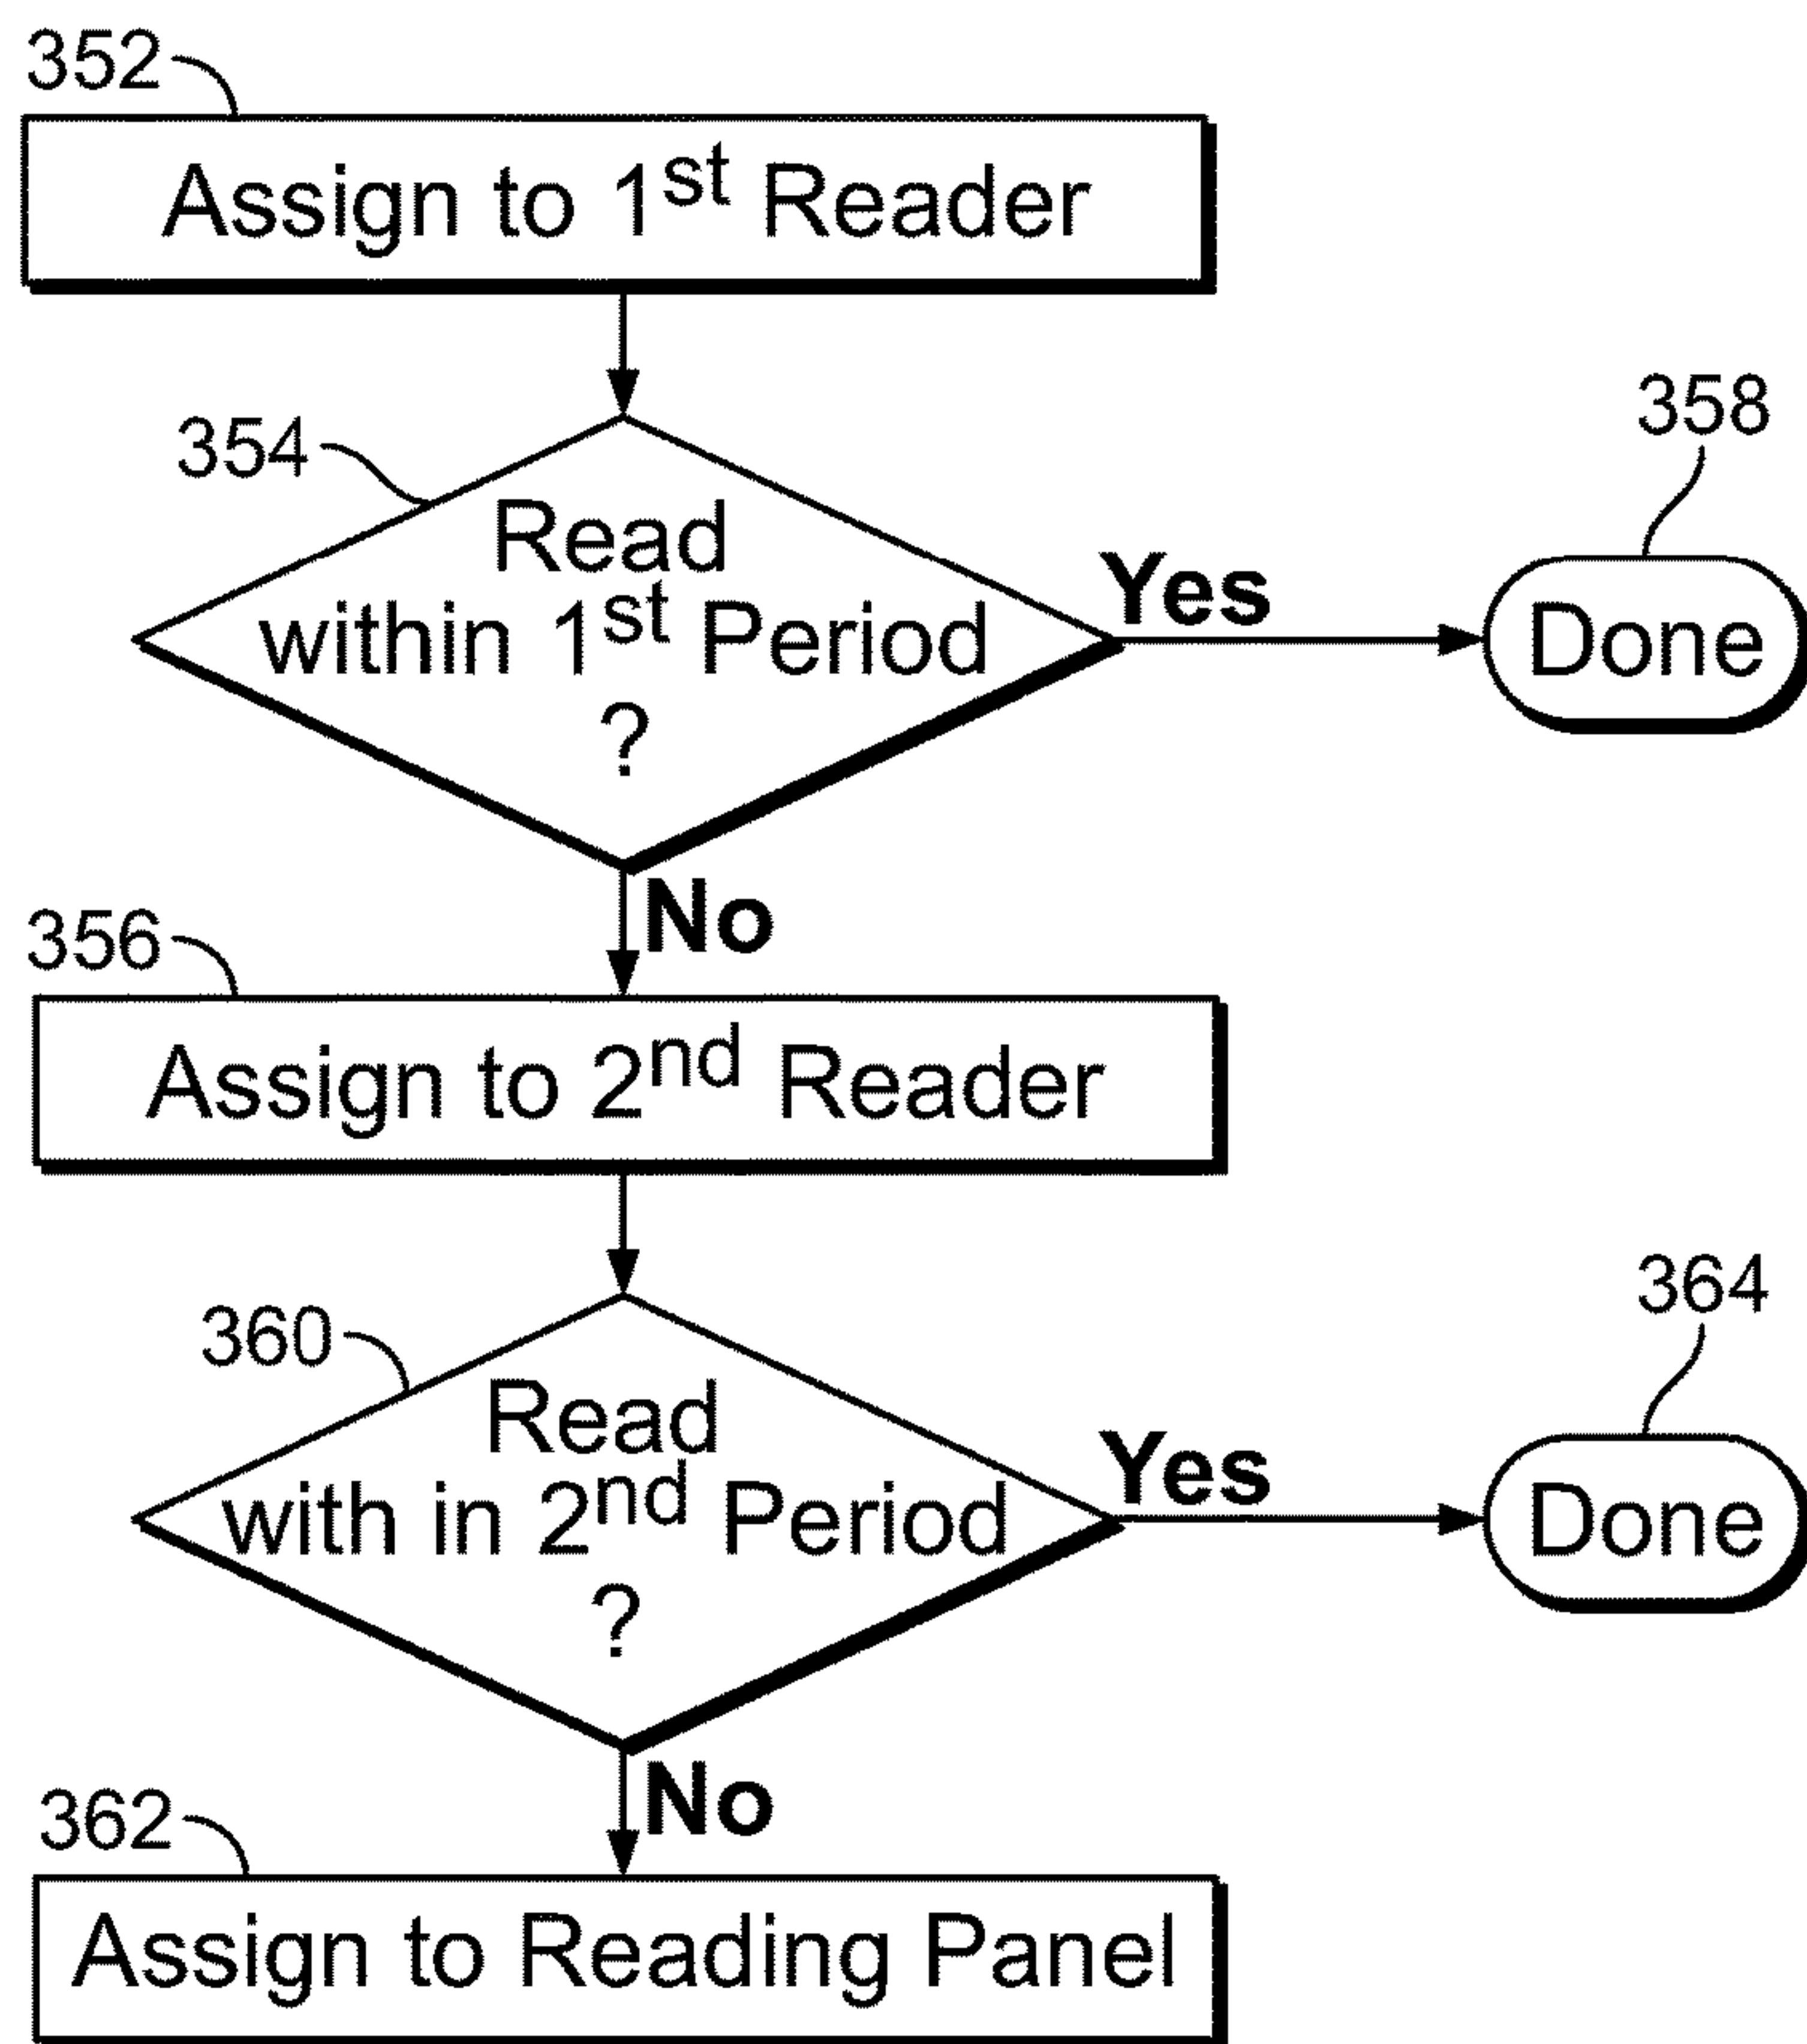 352
Assign to 1st Reader
354
358
Read
within 1st Period
?
Yes
Done
No
356
Assign to 2nd Reader
360
364
Read
with in 2nd Period
?
Yes
Done
No
362
Assign to Reading Panel